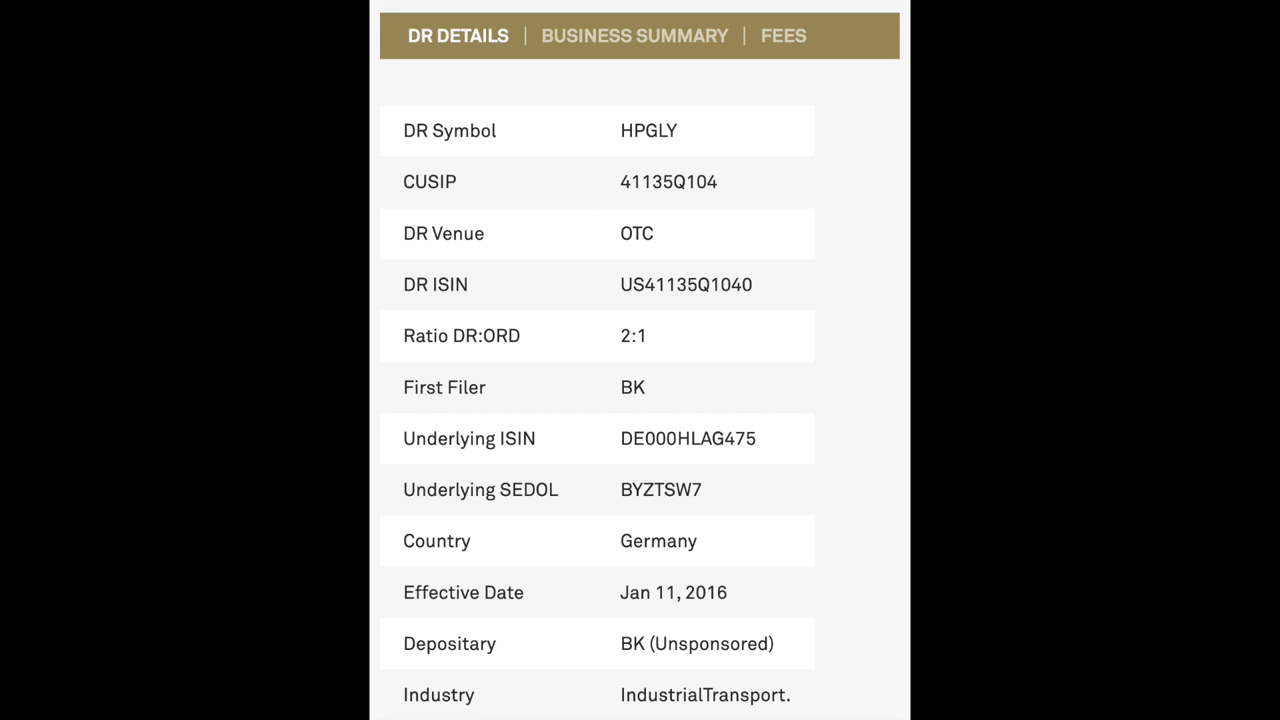 DR DETAILS | BUSINESS SUMMARY | FEES
DR Symbol HPGLY
CUSIP 41135Q104
DR Venue OTC
DR ISIN US41135Q1040
Ratio DR:ORD 2:1
First Filer BK
Underlying ISIN DE000HLAG475
Underlying SEDOL BYZTSW7
Country Germany
Effective Date Jan 11, 2016
Depositary BK (Unsponsored)
Industry IndustrialTransport.